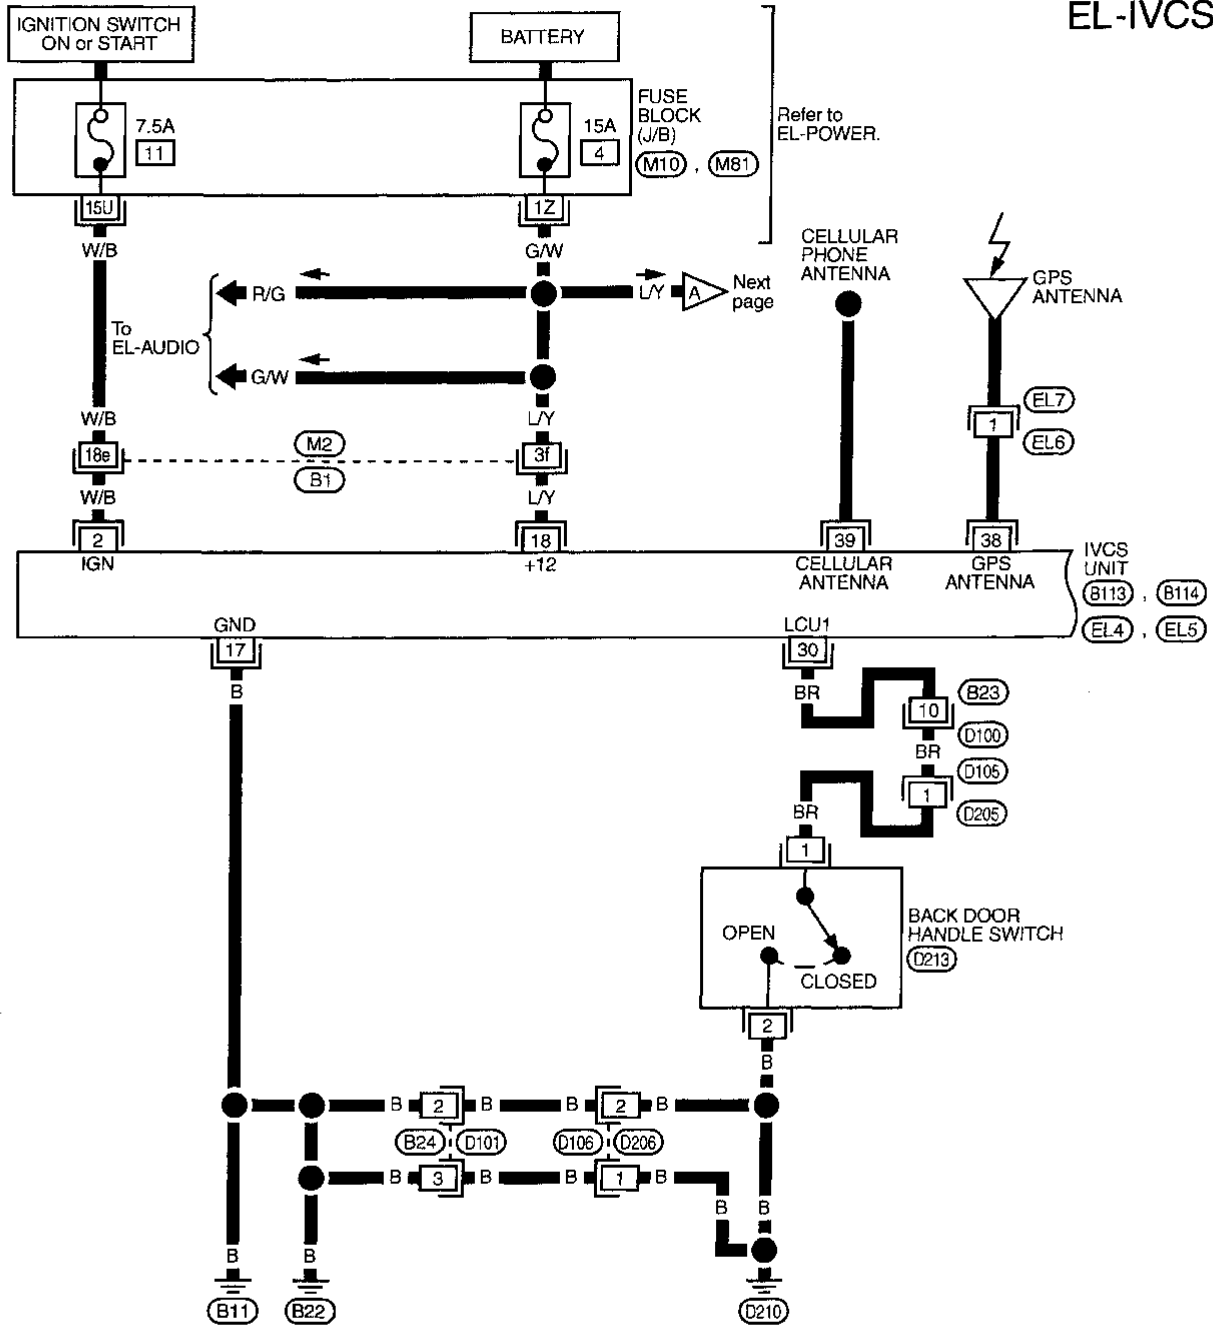 EL-IVCS
IGNITION SWITCH
ON or START
BATTERY
7.5A
11
15A
4
FUSE
BLOCK
(J/B)
M10 , M81
Refer to
EL-POWER.
15U
1Z
W/B
G/W
CELLULAR
PHONE
ANTENNA
GPS
ANTENNA
R/G
L/Y
A
Next
page
To
EL-AUDIO
G/W
W/B
L/Y
EL7
1
EL6
18e
M2
B1
3f
W/B
L/Y
2
18
39
38
IGN
+12
CELLULAR
ANTENNA
GPS
ANTENNA
IVCS
UNIT
B113 , B114
EL4 , EL5
GND
LCU1
17
30
B
BR
B23
10
D100
BR
D105
1
D205
BR
1
OPEN
CLOSED
BACK DOOR
HANDLE SWITCH
D213
2
B
B 2 B B 2 B
B24 D101 D106 D206
B 3 B B 1 B
B B
B B
B11 B22 D210